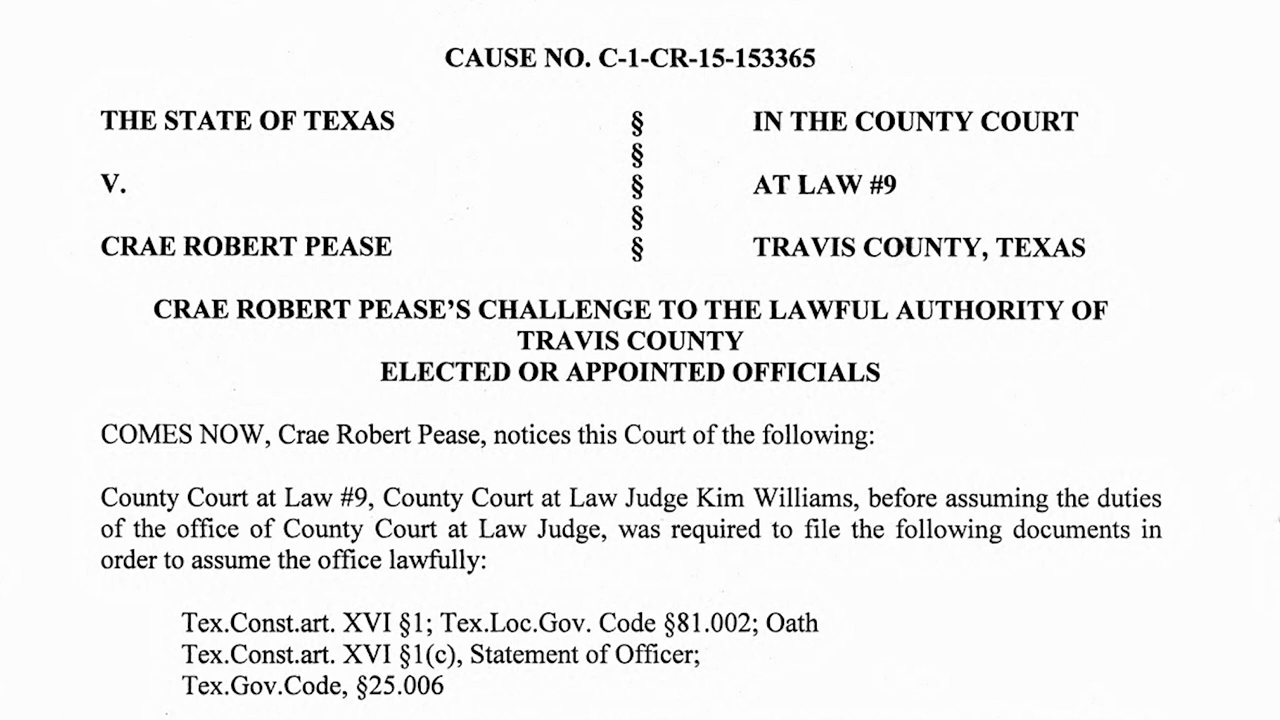 CAUSE NO. C-1-CR-15-153365
THE STATE OF TEXAS § IN THE COUNTY COURT
§
V. § AT LAW #9
§
CRAE ROBERT PEASE § TRAVIS COUNTY, TEXAS
CRAE ROBERT PEASE'S CHALLENGE TO THE LAWFUL AUTHORITY OF
TRAVIS COUNTY
ELECTED OR APPOINTED OFFICIALS
COMES NOW, Crae Robert Pease, notices this Court of the following:
County Court at Law #9, County Court at Law Judge Kim Williams, before assuming the duties
of the office of County Court at Law Judge, was required to file the following documents in
order to assume the office lawfully:
Tex.Const.art. XVI §1; Tex.Loc.Gov. Code §81.002; Oath
Tex.Const.art. XVI §1(c), Statement of Officer;
Tex.Gov.Code, §25.006